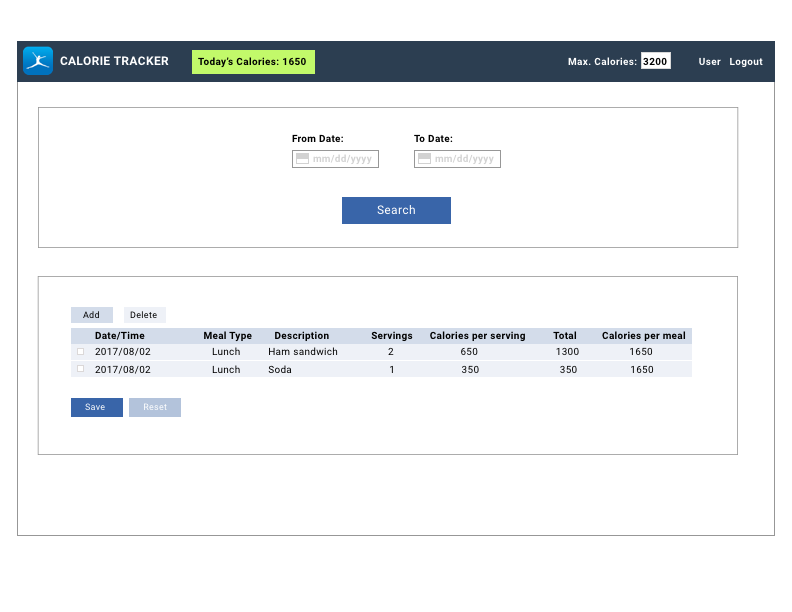 CALORIE TRACKER Today's Calories: 1650 Max. Calories: 3200 User Logout
From Date: To Date:
mm/dd/yyyy mm/dd/yyyy
Search
Add Delete
Date/Time Meal Type Description Servings Calories per serving Total Calories per meal
2017/08/02 Lunch Ham sandwich 2 650 1300 1650
2017/08/02 Lunch Soda 1 350 350 1650
Save Reset